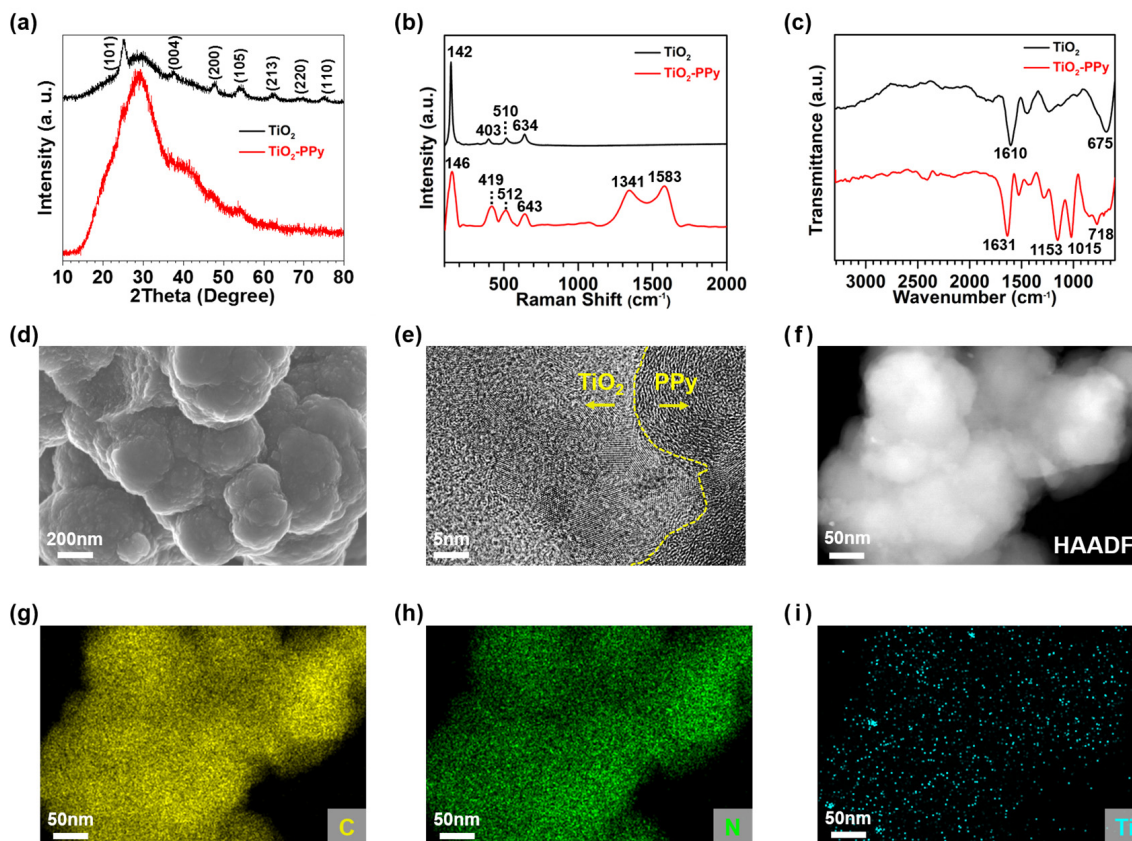 (a)
Intensity (a. u.)
(101)
(004)
(200)
(105)
(213)
(220)
(110)
TiO₂
TiO₂-PPy
10 20 30 40 50 60 70 80
2Theta (Degree)
(b)
Intensity (a.u.)
142
403
510
634
TiO₂
TiO₂-PPy
146
419
512
643
1341
1583
500 1000 1500 2000
Raman Shift (cm⁻¹)
(c)
Transmittance (a.u.)
TiO₂
TiO₂-PPy
1610
675
1631
1153
1015
718
3000 2500 2000 1500 1000
Wavenumber (cm⁻¹)
(d)
200nm
(e)
TiO₂
PPy
5nm
(f)
50nm
HAADF
(g)
50nm
C
(h)
50nm
N
(i)
50nm
Ti